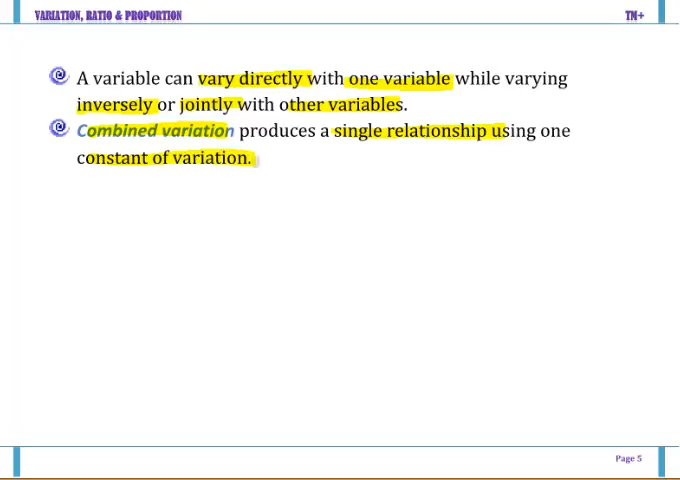 VARIATION, RATIO & PROPORTION TM+
A variable can vary directly with one variable while varying
inversely or jointly with other variables.
Combined variation produces a single relationship using one
constant of variation.
Page 5